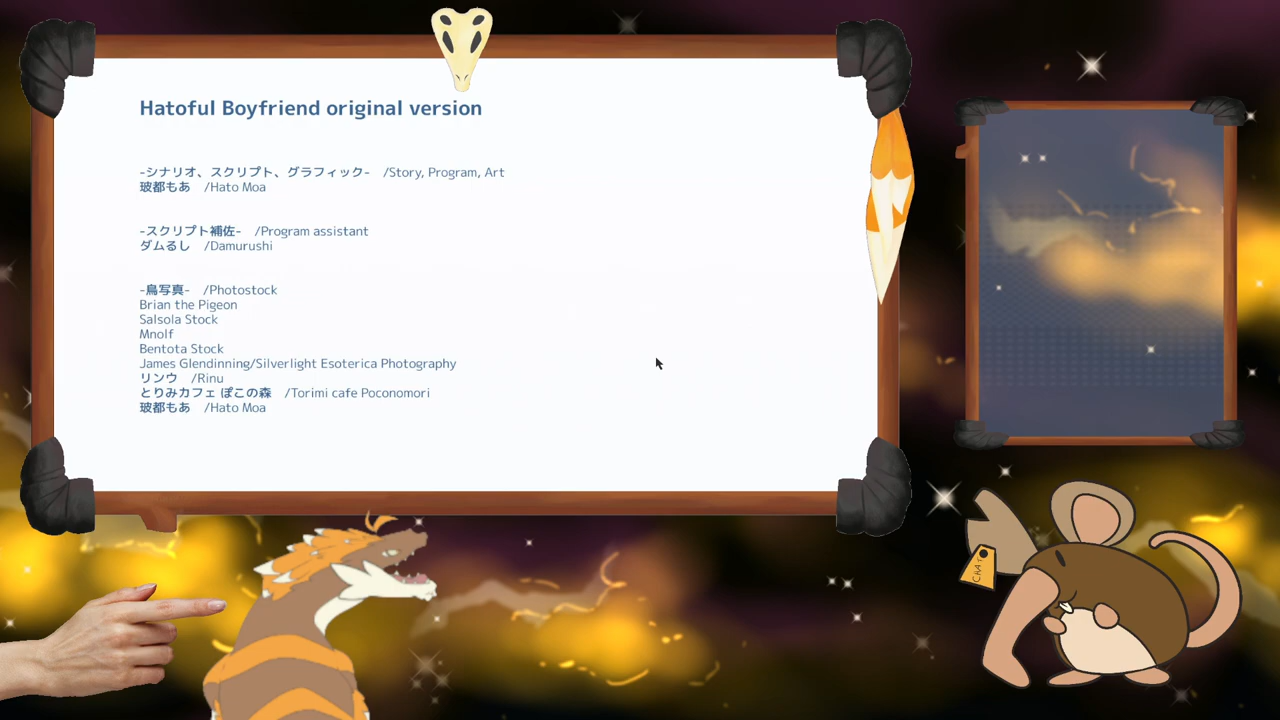 Hatoful Boyfriend original version
-シナリオ、スクリプト、グラフィック- /Story, Program, Art
玻都もあ /Hato Moa
-スクリプト補佐- /Program assistant
ダムるし /Damurushi
-鳥写真- /Photostock
Brian the Pigeon
Salsola Stock
Mnolf
Bentota Stock
James Glendinning/Silverlight Esoterica Photography
リンウ /Rinu
とりみカフェ ぽこの森 /Torimi cafe Poconomori
玻都もあ /Hato Moa